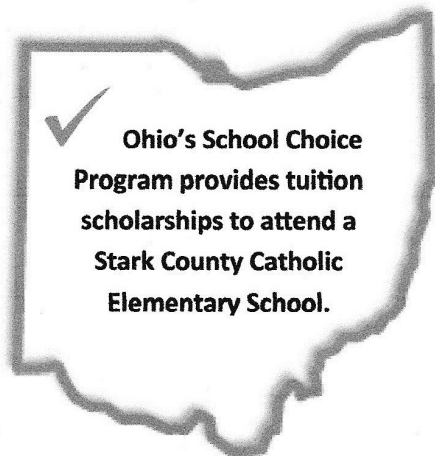 Ohio's School Choice
Program provides tuition
scholarships to attend a
Stark County Catholic
Elementary School.